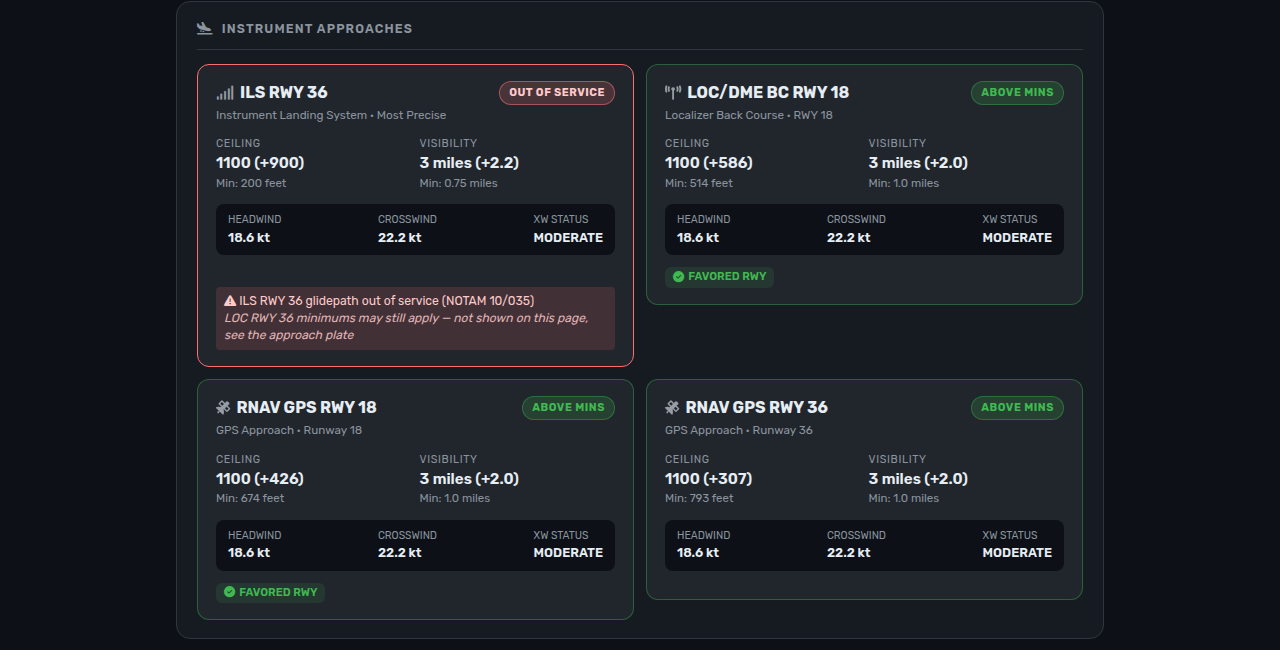 INSTRUMENT APPROACHES
ILS RWY 36
OUT OF SERVICE
Instrument Landing System • Most Precise
CEILING
VISIBILITY
1100 (+900)
3 miles (+2.2)
Min: 200 feet
Min: 0.75 miles
HEADWIND
CROSSWIND
XW STATUS
18.6 kt
22.2 kt
MODERATE
ILS RWY 36 glidepath out of service (NOTAM 10/035)
LOC RWY 36 minimums may still apply — not shown on this page,
see the approach plate
LOC/DME BC RWY 18
ABOVE MINS
Localizer Back Course • RWY 18
CEILING
VISIBILITY
1100 (+586)
3 miles (+2.0)
Min: 514 feet
Min: 1.0 miles
HEADWIND
CROSSWIND
XW STATUS
18.6 kt
22.2 kt
MODERATE
FAVORED RWY
RNAV GPS RWY 18
ABOVE MINS
GPS Approach • Runway 18
CEILING
VISIBILITY
1100 (+426)
3 miles (+2.0)
Min: 674 feet
Min: 1.0 miles
HEADWIND
CROSSWIND
XW STATUS
18.6 kt
22.2 kt
MODERATE
FAVORED RWY
RNAV GPS RWY 36
ABOVE MINS
GPS Approach • Runway 36
CEILING
VISIBILITY
1100 (+307)
3 miles (+2.0)
Min: 793 feet
Min: 1.0 miles
HEADWIND
CROSSWIND
XW STATUS
18.6 kt
22.2 kt
MODERATE